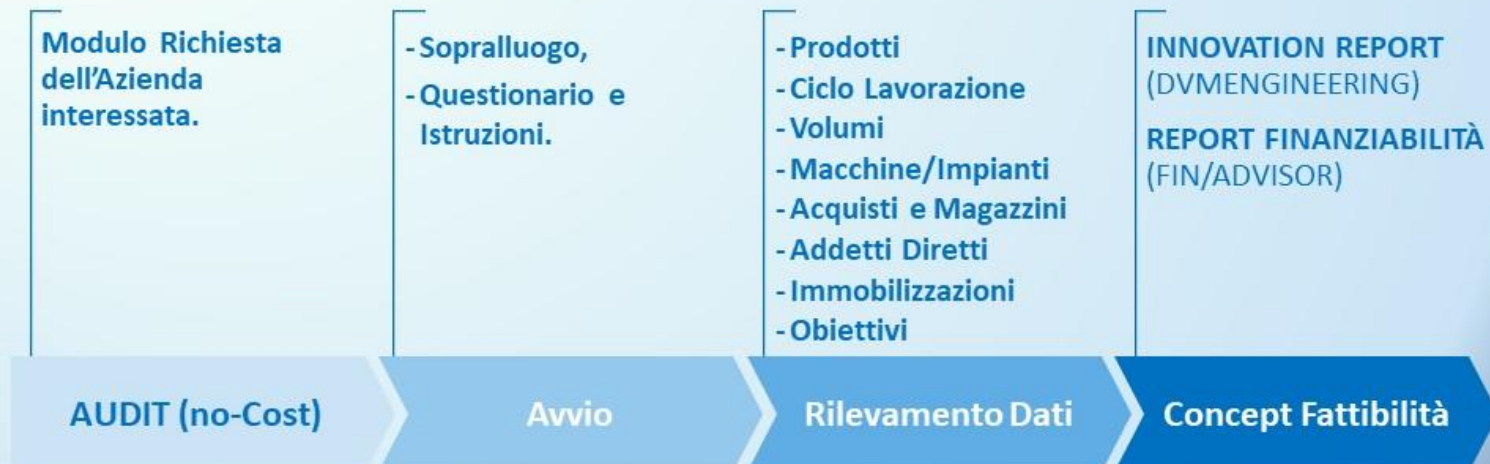 Modulo Richiesta
dell'Azienda
interessata.
- Sopralluogo,
- Questionario e
Istruzioni.
- Prodotti
- Ciclo Lavorazione
- Volumi
- Macchine/Impianti
- Acquisti e Magazzini
- Addetti Diretti
- Immobilizzazioni
- Obiettivi
INNOVATION REPORT
(DVMENGINEERING)
REPORT FINANZIABILITÀ
(FIN/ADVISOR)
AUDIT (no-Cost)
Avvio
Rilevamento Dati
Concept Fattibilità